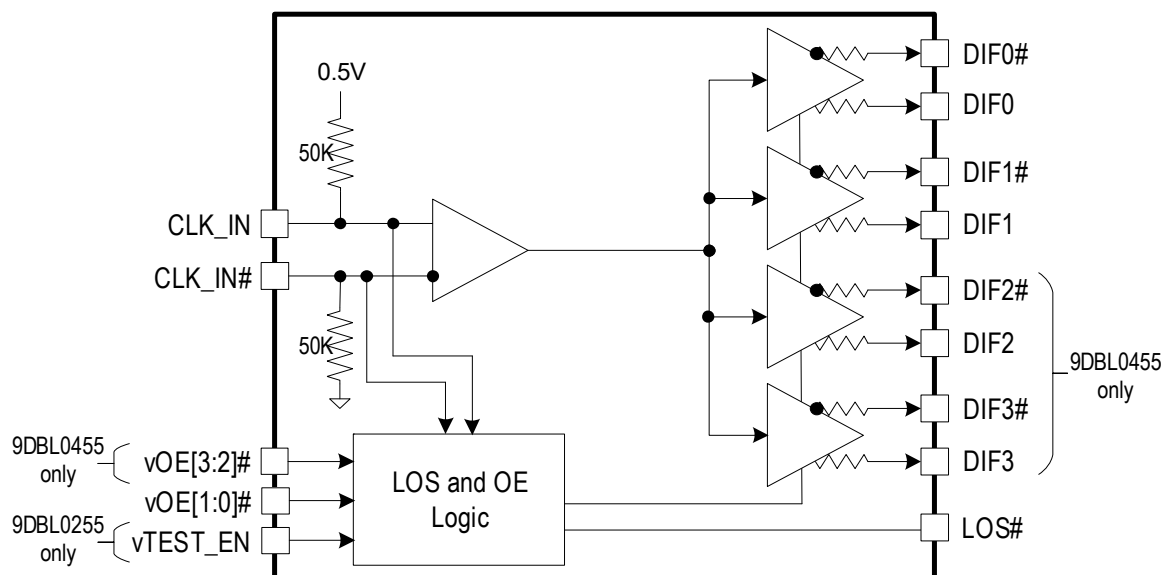 0.5V
50K
CLK_IN
CLK_IN#
50K
9DBL0455
only
vOE[3:2]#
vOE[1:0]#
9DBL0255
only
vTEST_EN
LOS and OE
Logic
DIF0#
DIF0
DIF1#
DIF1
DIF2#
DIF2
DIF3#
DIF3
9DBL0455
only
LOS#